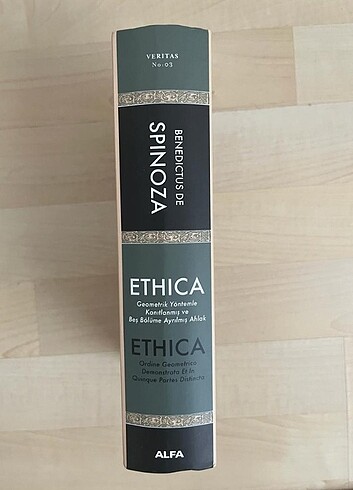 VERITAS
No.03
BENEDICTUS DE
SPINOZA
ETHICA
Geometrik Yöntemle
Kanıtlanmış ve
Beş Bölüme Ayrılmış Ahlak
ETHICA
Ordine Geometrico
Demonstrata Et In
Quinque Partes Distincta
ALFA